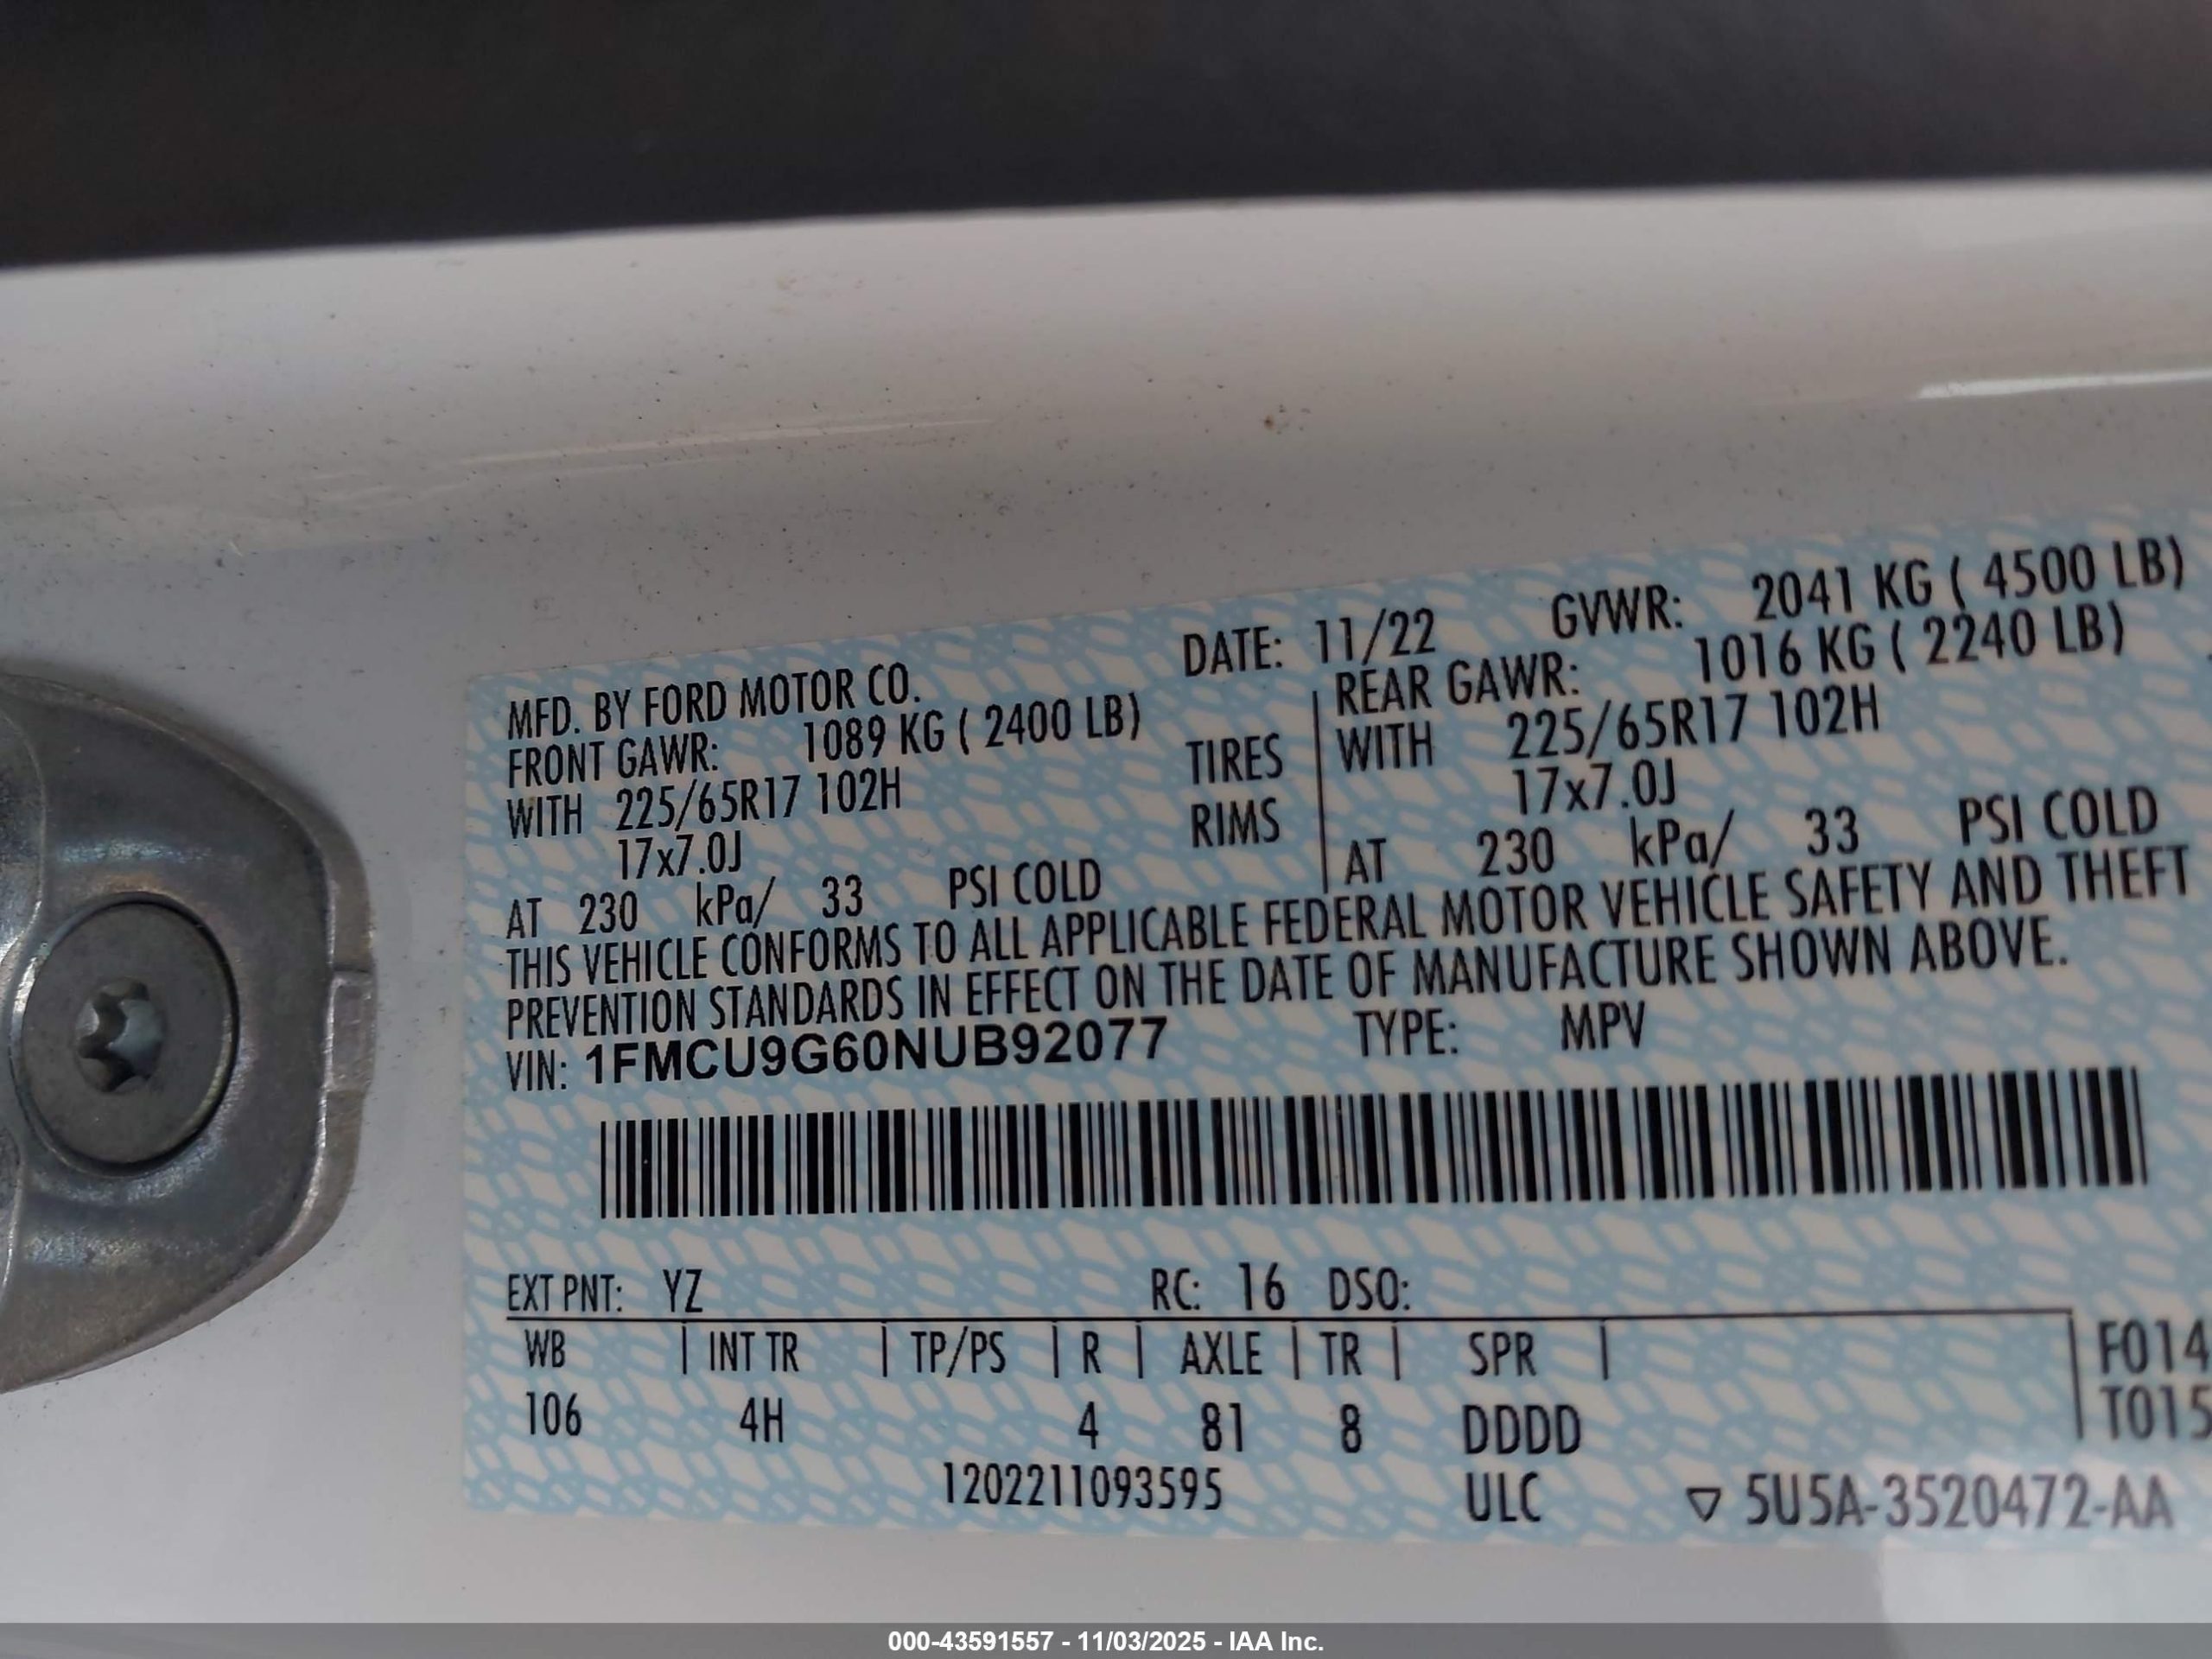 MFD. BY FORD MOTOR CO. DATE: 11/22 GVWR: 2041 KG ( 4500 LB)
FRONT GAWR: 1089 KG ( 2400 LB) REAR GAWR: 1016 KG ( 2240 LB)
WITH 225/65R17 102H TIRES WITH 225/65R17 102H
17x7.0J RIMS 17x7.0J
AT 230 kPa/ 33 PSI COLD AT 230 kPa/ 33 PSI COLD
THIS VEHICLE CONFORMS TO ALL APPLICABLE FEDERAL MOTOR VEHICLE SAFETY AND THEFT
PREVENTION STANDARDS IN EFFECT ON THE DATE OF MANUFACTURE SHOWN ABOVE.
VIN: 1FMCU9G60NUB92077 TYPE: MPV
EXT PNT: YZ RC: 16 DSO:
WB INT TR TP/PS R AXLE TR SPR F014
106 4H 4 81 8 DDDD T015
1202211093595 ULC ▽ 5U5A-3520472-AA
000-43591557 - 11/03/2025 - IAA Inc.